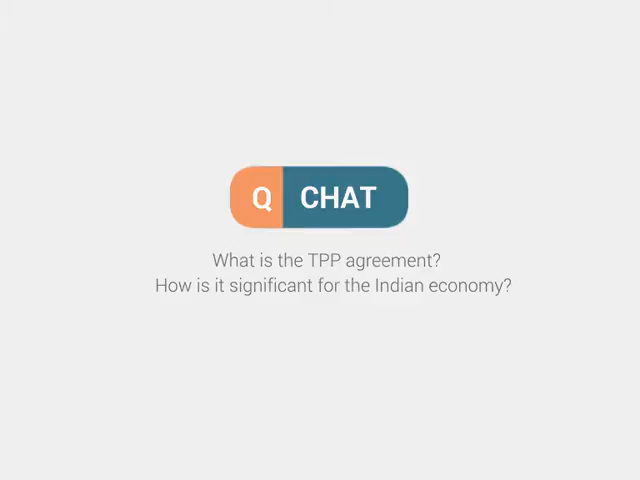 Q CHAT
What is the TPP agreement?
How is it significant for the Indian economy?